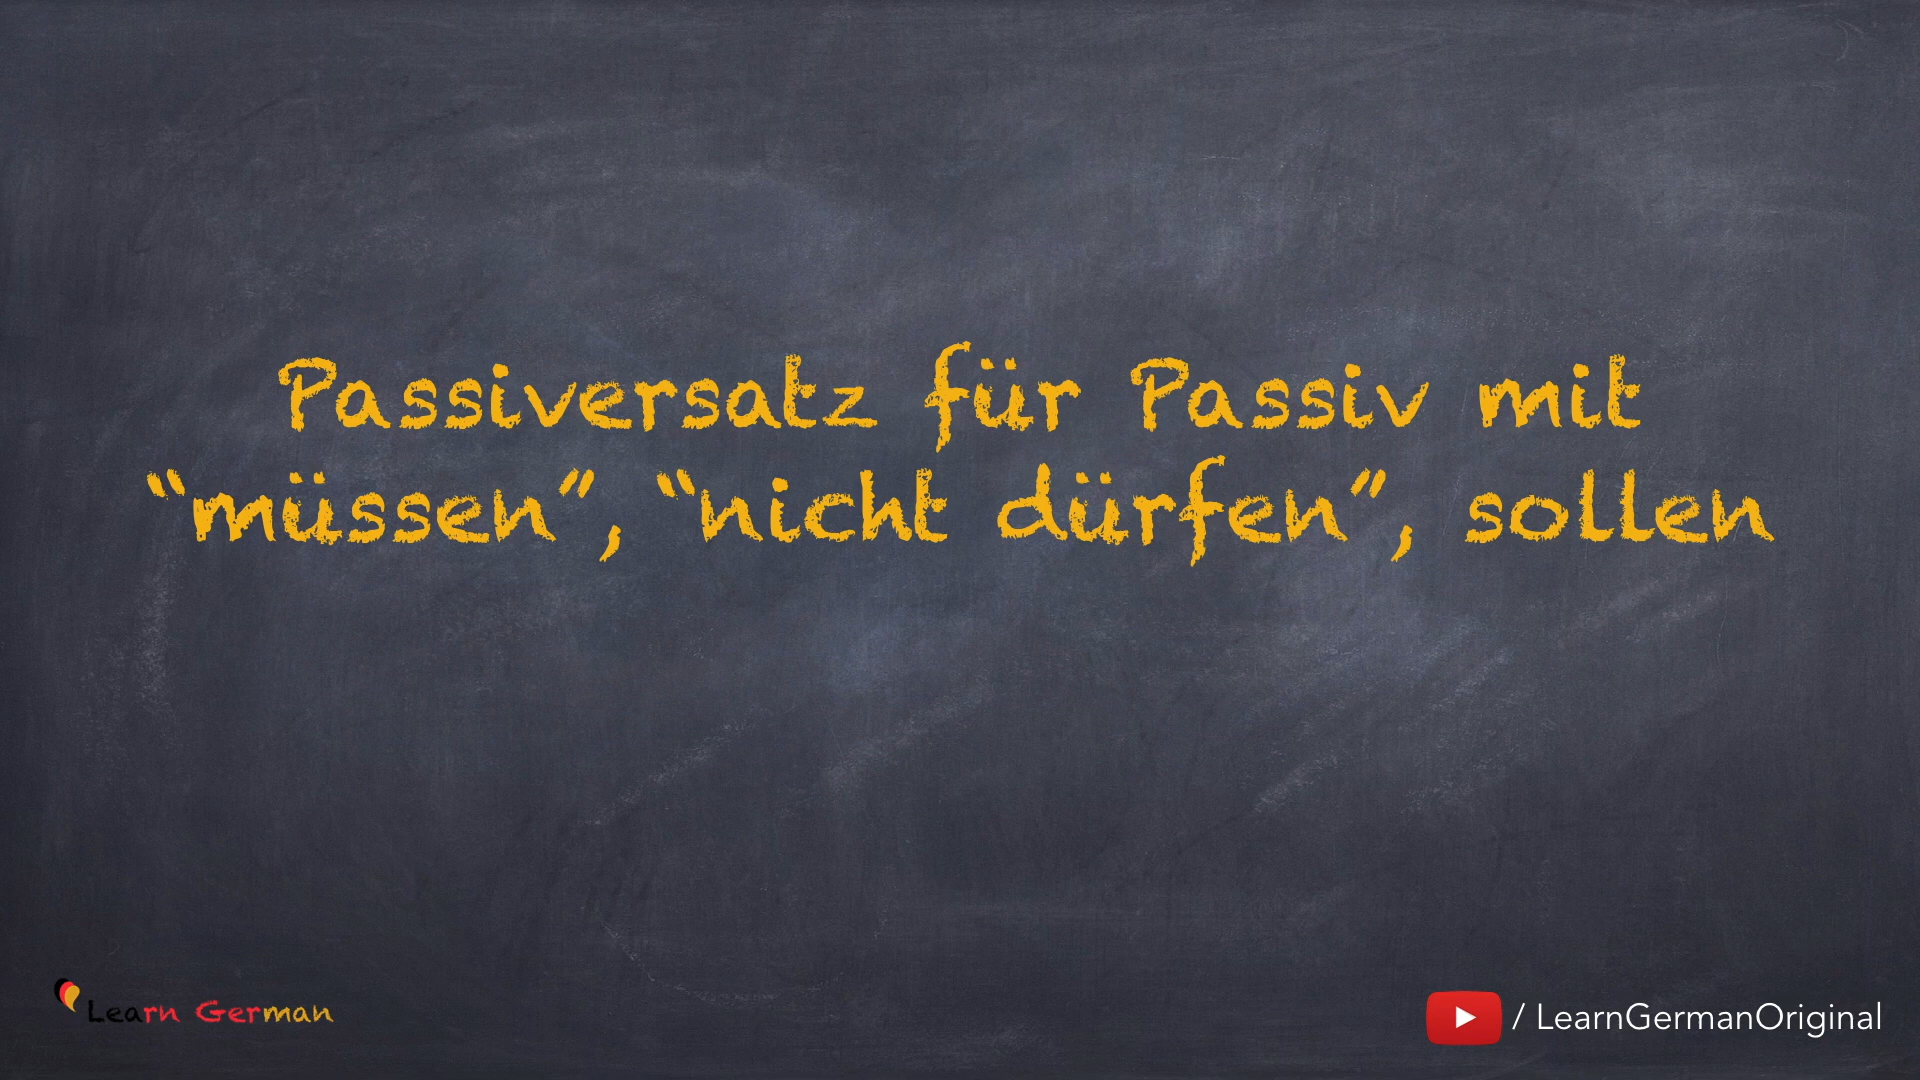 Passiversatz für Passiv mit
“müssen”, “nicht dürfen”, sollen
Learn German
/ LearnGermanOriginal